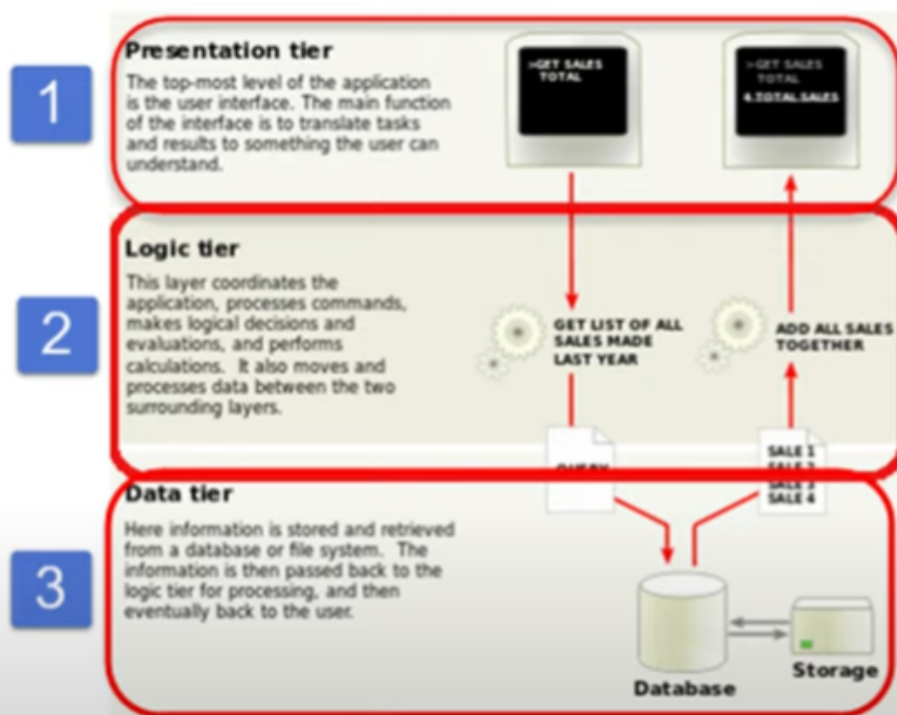 1
Presentation tier
The top-most level of the application
is the user interface. The main function
of the interface is to translate tasks
and results to something the user can
understand.
>GET SALES
TOTAL
>GET SALES
TOTAL
4 TOTAL SALES
2
Logic tier
This layer coordinates the
application, processes commands,
makes logical decisions and
evaluations, and performs
calculations. It also moves and
processes data between the two
surrounding layers.
GET LIST OF ALL
SALES MADE
LAST YEAR
ADD ALL SALES
TOGETHER
QUERY
SALE 1
SALE 2
SALE 3
SALE 4
3
Data tier
Here information is stored and retrieved
from a database or file system. The
information is then passed back to the
logic tier for processing, and then
eventually back to the user.
Database
Storage